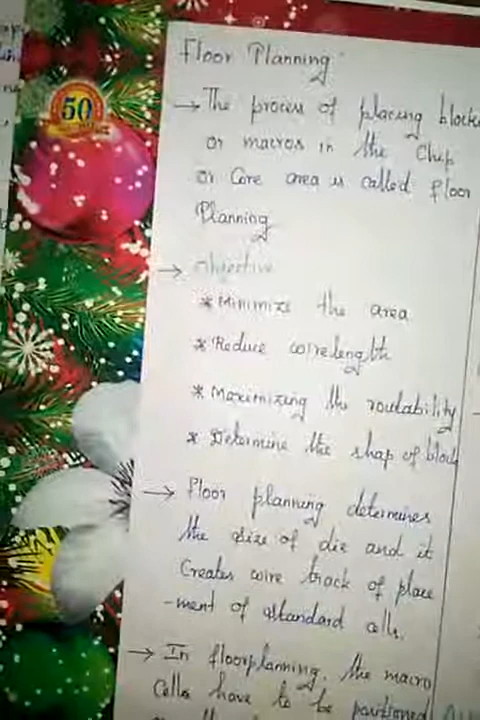 Floor Planning
50
→ The process of placing block
or macros in the Chip
or Core area is called floor
Planning
→ Objective
* Minimize the area
* Reduce wirelength
* Maximizing the routability
* Determine the shap of block
→ Floor planning determines
the size of die and it
Creates wire track of place
-ment of standard cells.
→ In floorplanning, the macro
Cells have to be